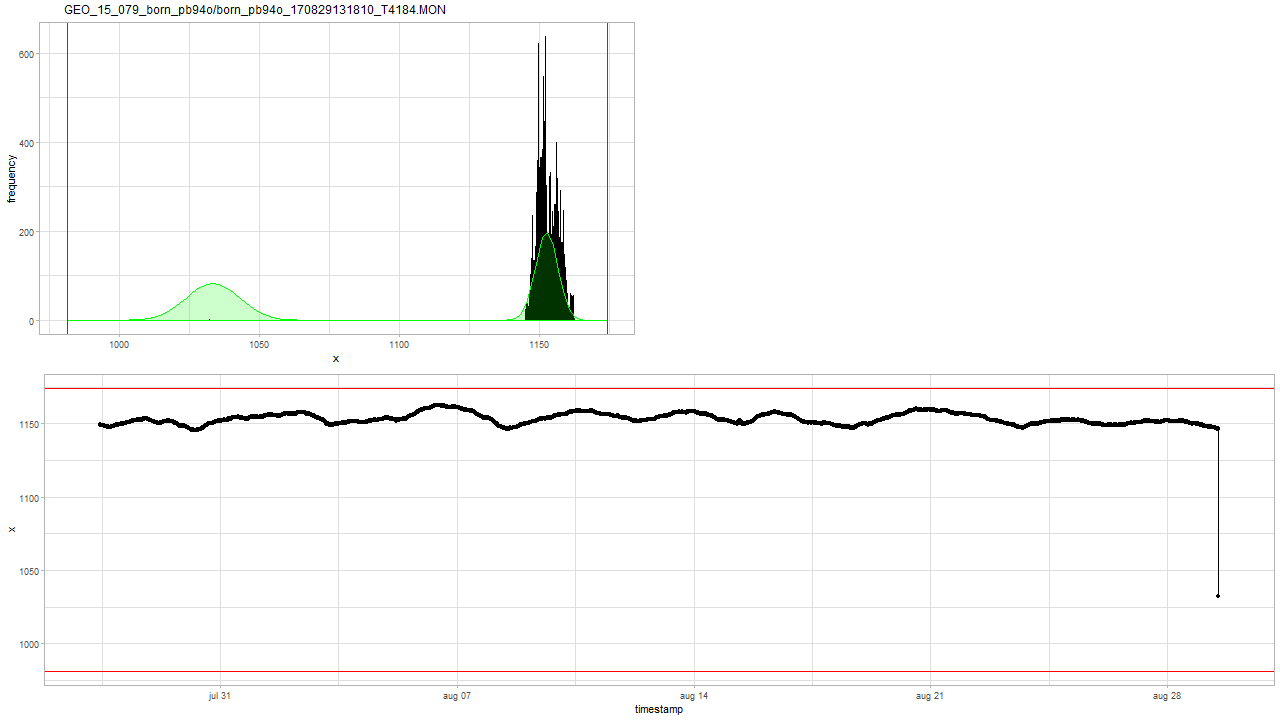 GEO_15_079_born_pb94o/born_pb94o_170829131810_T4184.MON
600
400
200
0
frequency
1000
1050
1100
1150
x
1150
1100
1050
1000
x
jul 31
aug 07
aug 14
aug 21
aug 28
timestamp